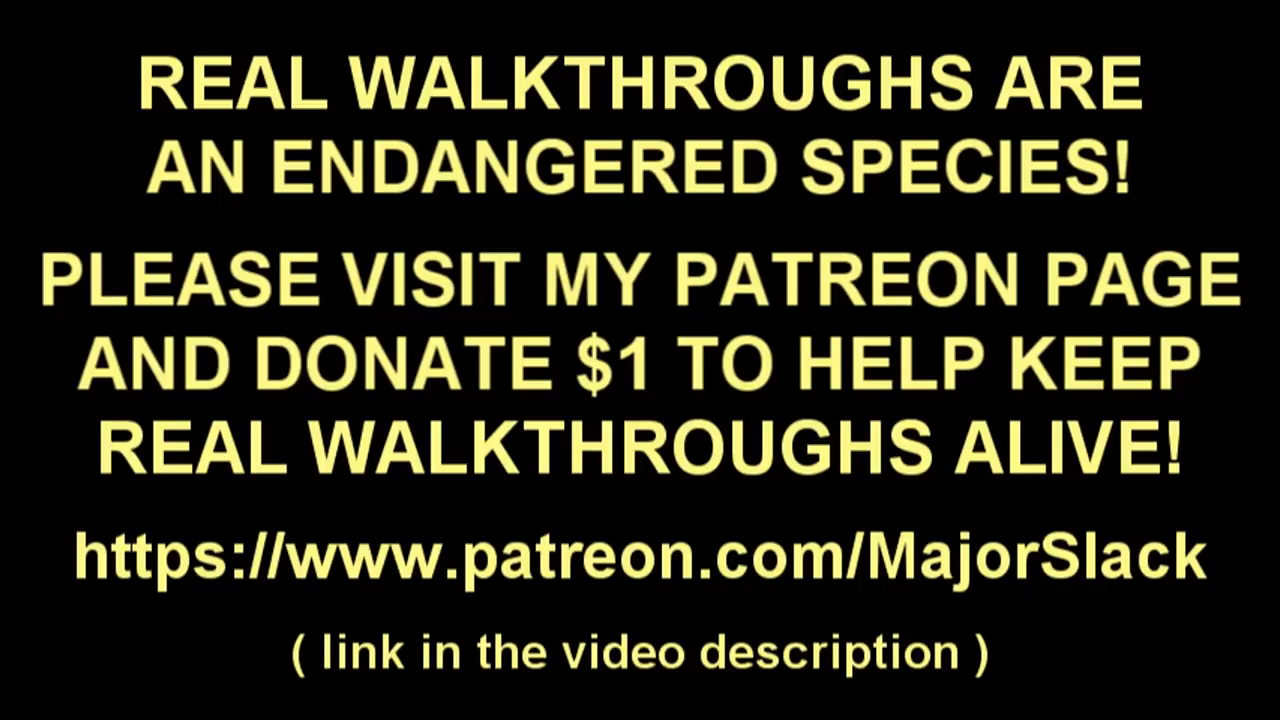 REAL WALKTHROUGHS ARE
AN ENDANGERED SPECIES!
PLEASE VISIT MY PATREON PAGE
AND DONATE $1 TO HELP KEEP
REAL WALKTHROUGHS ALIVE!
https://www.patreon.com/MajorSlack
( link in the video description )